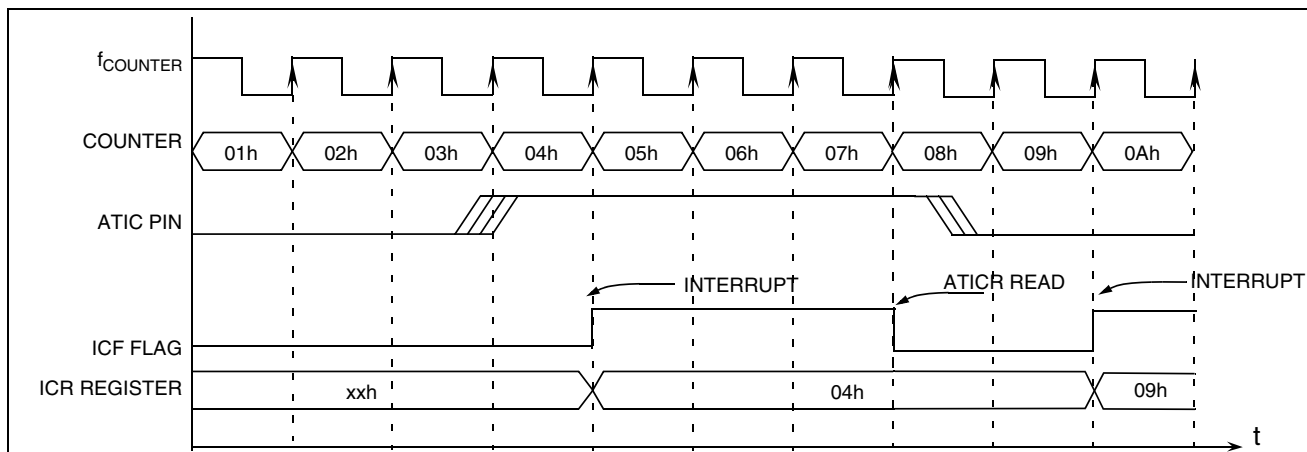 fCOUNTER
COUNTER 01h 02h 03h 04h 05h 06h 07h 08h 09h 0Ah
ATIC PIN
INTERRUPT ATICR READ INTERRUPT
ICF FLAG
ICR REGISTER xxh 04h 09h
t